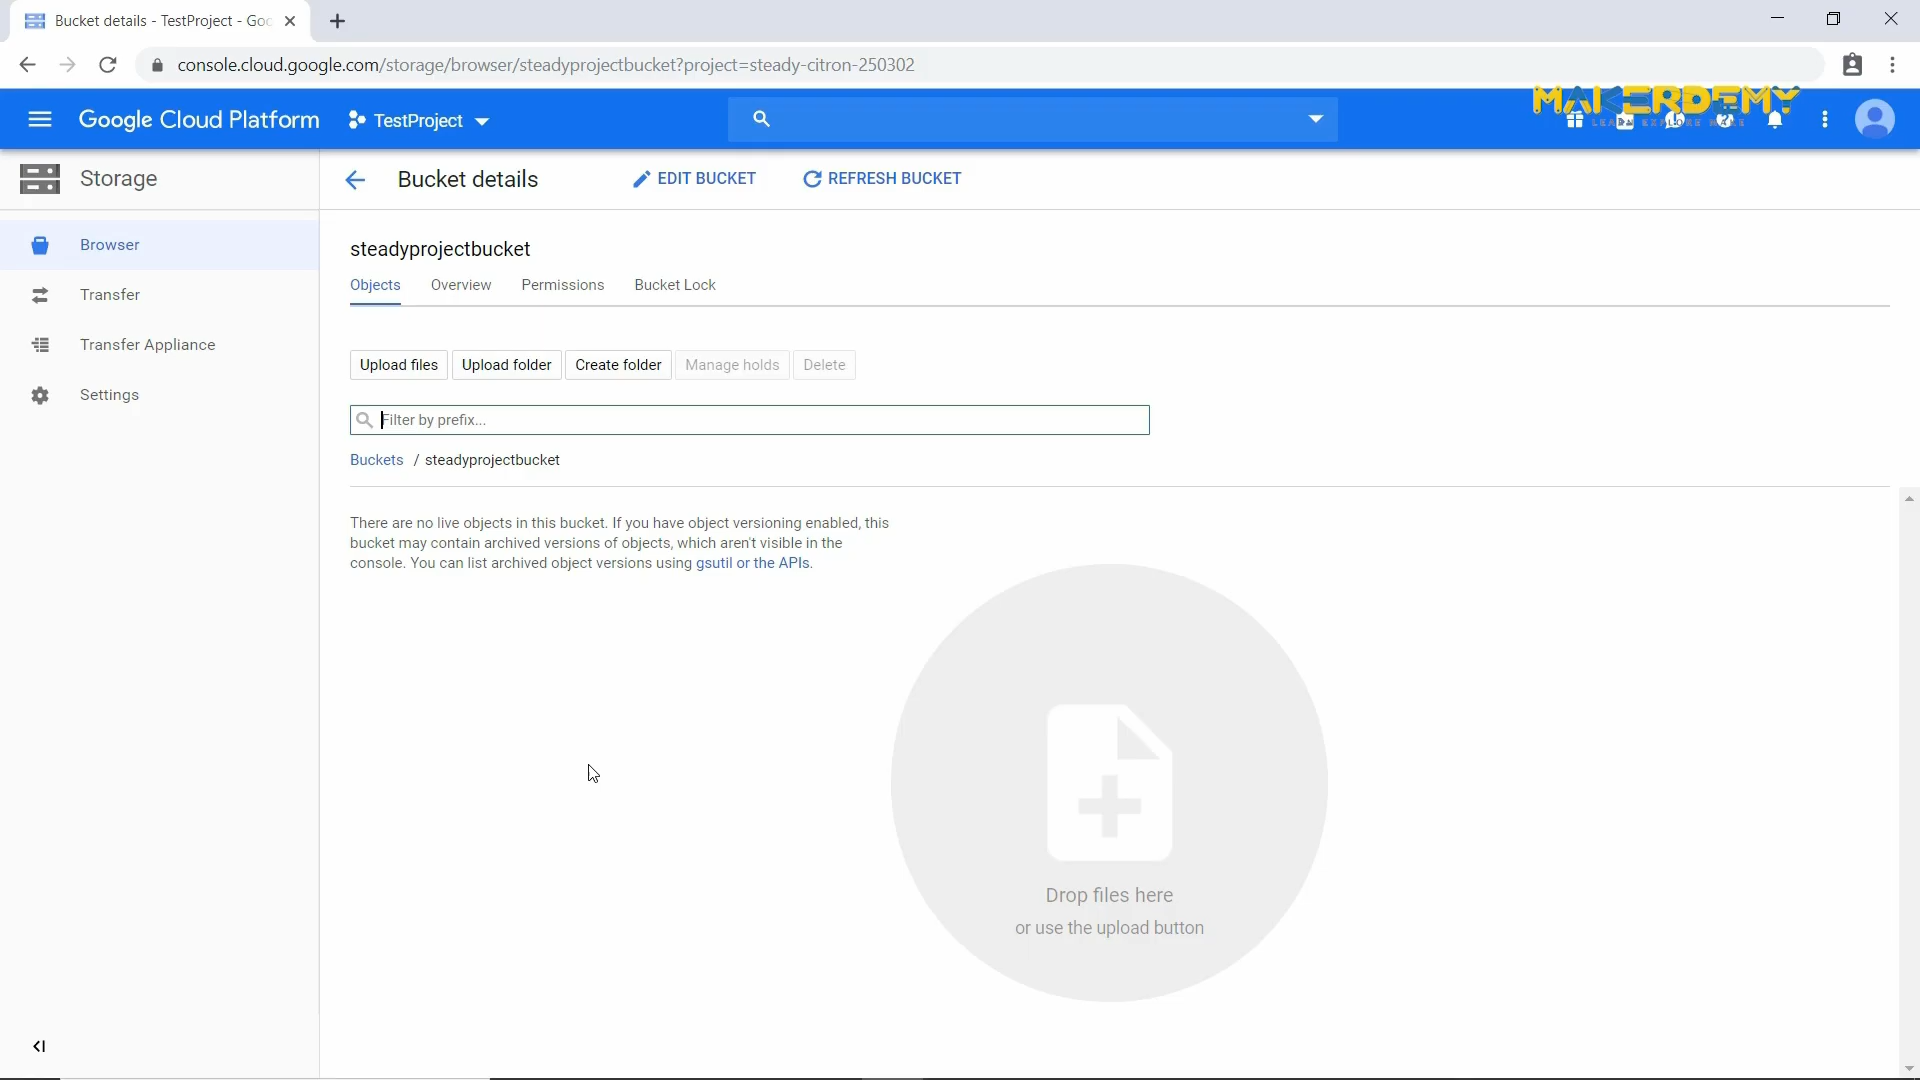 Bucket details - TestProject - Goo
console.cloud.google.com/storage/browser/steadyprojectbucket?project=steady-citron-250302
MAKERDEMY
LEARN EXPLORE MAKE
Google Cloud Platform
TestProject
Storage
Bucket details
EDIT BUCKET
REFRESH BUCKET
Browser
Transfer
Transfer Appliance
Settings
steadyprojectbucket
Objects
Overview
Permissions
Bucket Lock
Upload files
Upload folder
Create folder
Manage holds
Delete
Filter by prefix...
Buckets / steadyprojectbucket
There are no live objects in this bucket. If you have object versioning enabled, this
bucket may contain archived versions of objects, which aren't visible in the
console. You can list archived object versions using gsutil or the APIs.
Drop files here
or use the upload button